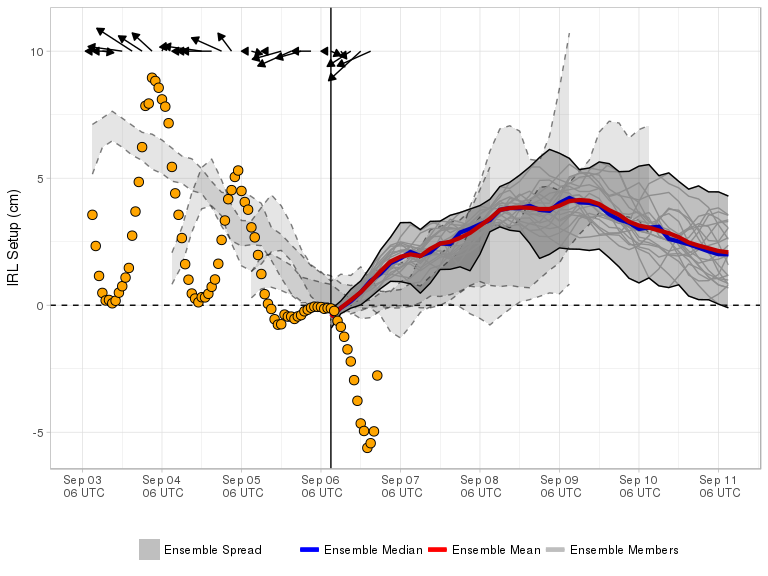 10
5
0
-5
IRL Setup (cm)
Sep 03 Sep 04 Sep 05 Sep 06 Sep 07 Sep 08 Sep 09 Sep 10 Sep 11
06 UTC 06 UTC 06 UTC 06 UTC 06 UTC 06 UTC 06 UTC 06 UTC 06 UTC
Ensemble Spread Ensemble Median Ensemble Mean Ensemble Members